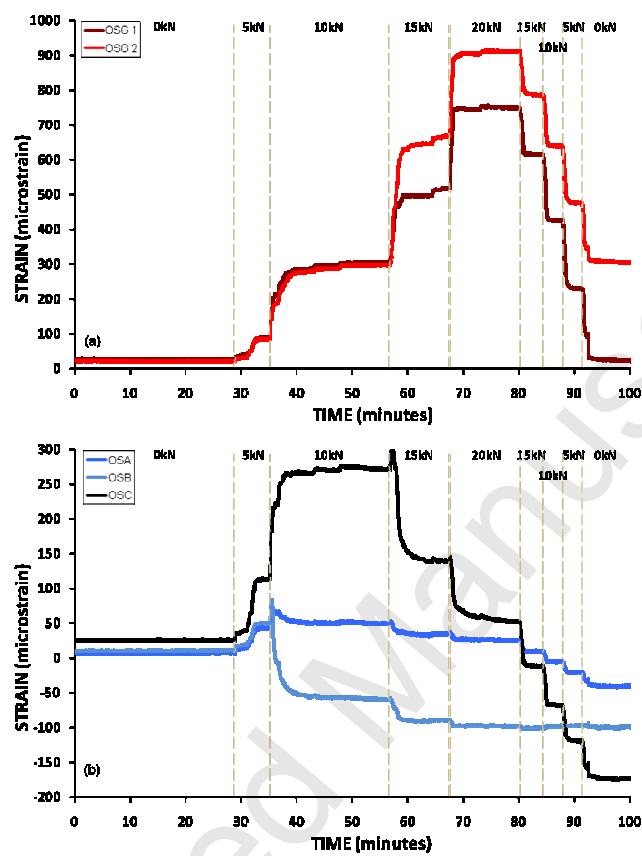 1000
900
800
700
600
500
400
300
200
100
0
STRAIN (microstrain)
OSG 1
OSG 2
0kN 5kN 10kN 15kN 20kN 15kN 5kN 0kN
10kN
(a)
0 10 20 30 40 50 60 70 80 90 100
TIME (minutes)
300
250
200
150
100
50
0
-50
-100
-150
-200
STRAIN (microstrain)
OSA
OSB
OSC
0kN 5kN 10kN 15kN 20kN 15kN 5kN 0kN
10kN
(b)
0 10 20 30 40 50 60 70 80 90 100
TIME (minutes)
ed Manus